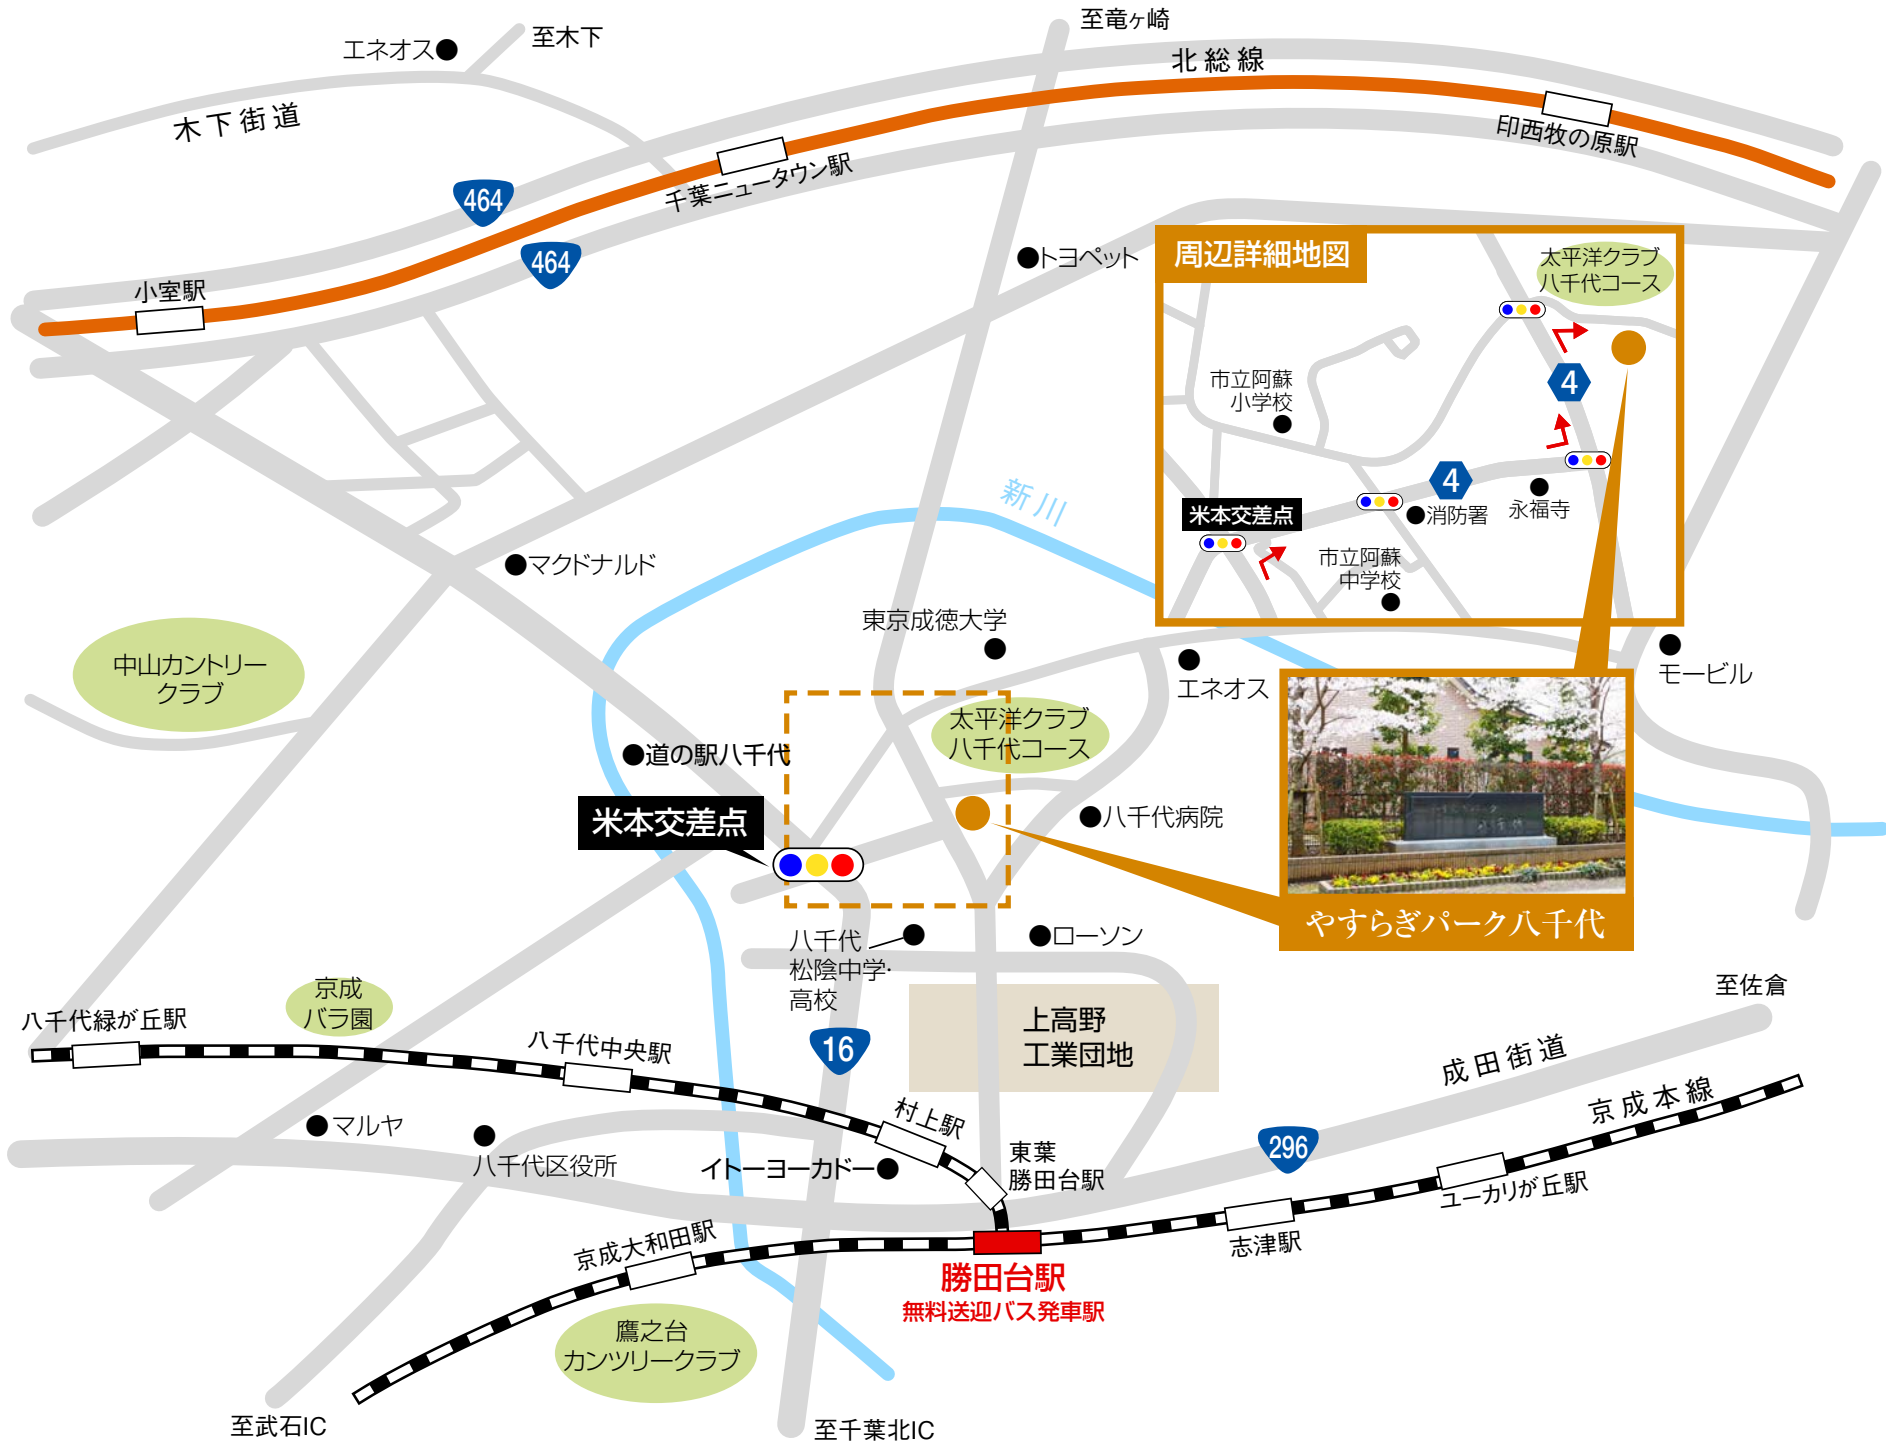 至竜ヶ崎
エネオス
至木下
北総線
木下街道
印西牧の原駅
千葉ニュータウン駅
464
464
小室駅
トヨペット
周辺詳細地図
太平洋クラブ
八千代コース
市立阿蘇
小学校
4
4
永福寺
消防署
米本交差点
市立阿蘇
中学校
新川
マクドナルド
東京成徳大学
中山カントリー
クラブ
エネオス
モービル
太平洋クラブ
八千代コース
道の駅八千代
米本交差点
八千代病院
やすらぎパーク八千代
八千代
松陰中学・
高校
ローソン
京成
バラ園
上高野
工業団地
至佐倉
八千代緑が丘駅
八千代中央駅
16
成田街道
京成本線
村上駅
マルヤ
八千代区役所
イトーヨーカドー
東葉
勝田台駅
296
ユーカリが丘駅
志津駅
京成大和田駅
勝田台駅
無料送迎バス発車駅
鷹之台
カンツリークラブ
至武石IC
至千葉北IC